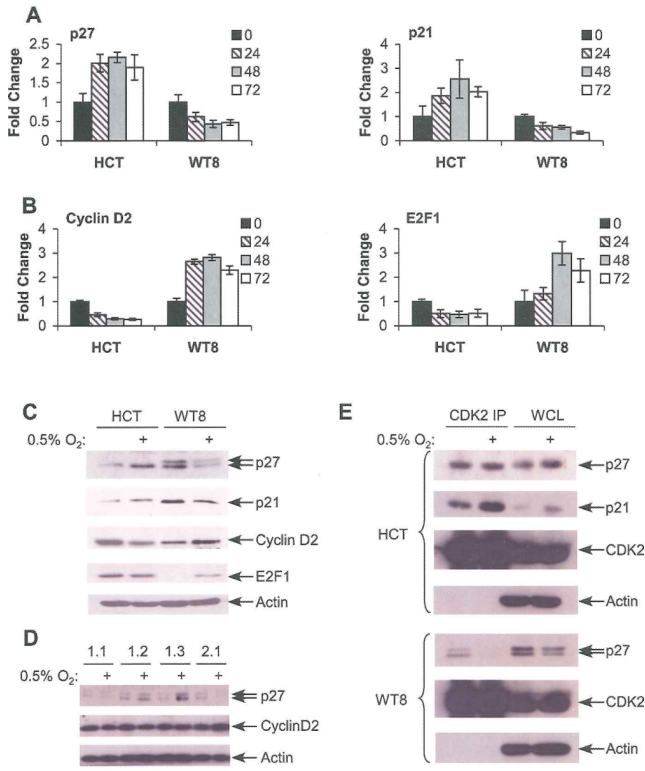 A
p27
Fold Change
2.5
2
1.5
1
0.5
0
HCT WT8
0
24
48
72
p21
Fold Change
4
3
2
1
0
HCT WT8
0
24
48
72
B
Cyclin D2
Fold Change
4
3
2
1
0
HCT WT8
0
24
48
72
E2F1
Fold Change
4
3
2
1
0
HCT WT8
0
24
48
72
C
HCT WT8
0.5% O2: + +
p27
p21
Cyclin D2
E2F1
Actin
D
1.1 1.2 1.3 2.1
0.5% O2: + + + +
p27
CyclinD2
Actin
E
CDK2 IP WCL
0.5% O2: + +
HCT
p27
p21
CDK2
Actin
WT8
p27
CDK2
Actin